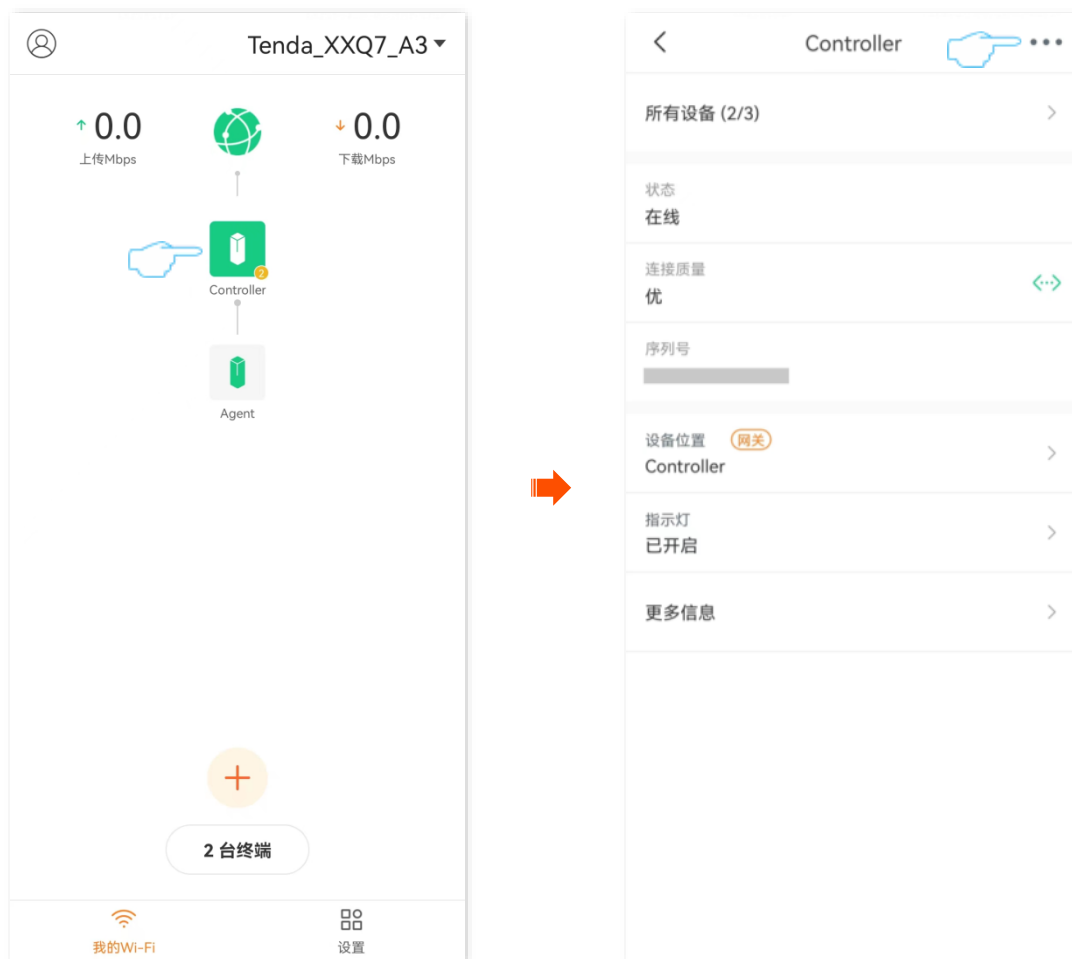 Tenda_XXQ7_A3
0.0
上传Mbps
0.0
下载Mbps
2
Controller
Agent
2 台终端
我的Wi-Fi
设置
Controller
所有设备 (2/3)
状态
在线
连接质量
优
序列号
设备位置 网关
Controller
指示灯
已开启
更多信息